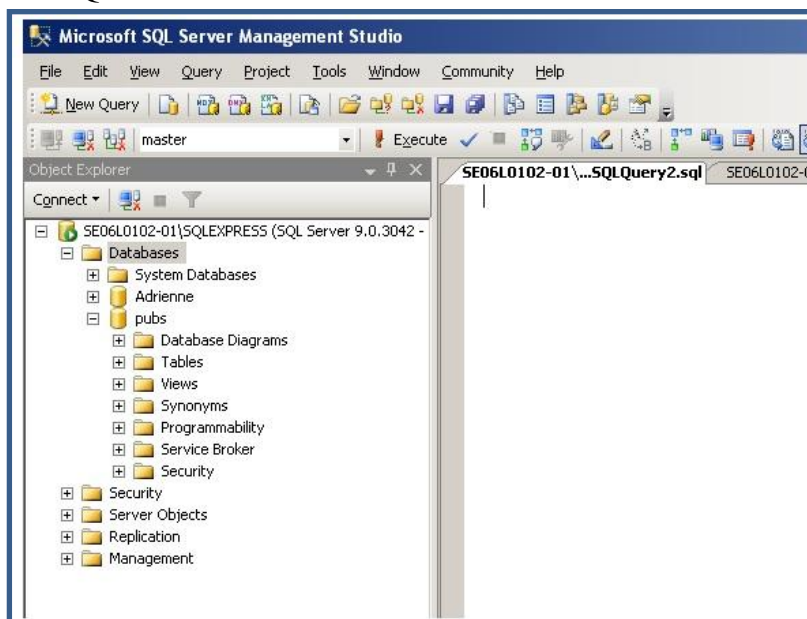 Microsoft SQL Server Management Studio
File Edit View Query Project Tools Window Community Help
New Query
master Execute
Object Explorer
SE06L0102-01\...SQLQuery2.sql SE06L0102-
Connect
SE06L0102-01\SQLEXPRESS (SQL Server 9.0.3042 -
Databases
System Databases
Adrienne
pubs
Database Diagrams
Tables
Views
Synonyms
Programmability
Service Broker
Security
Security
Server Objects
Replication
Management